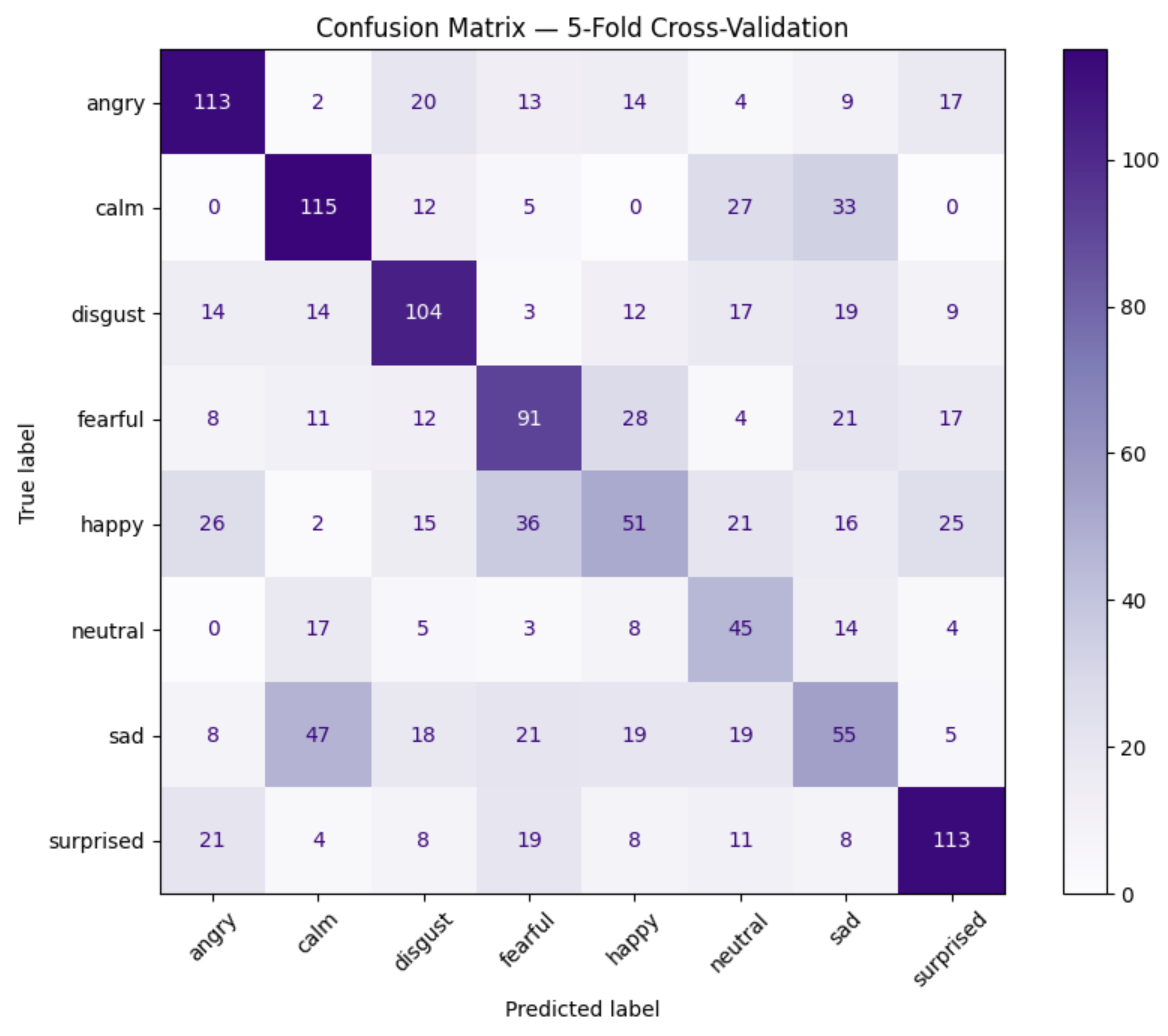 Confusion Matrix — 5-Fold Cross-Validation
True label
angry 113 2 20 13 14 4 9 17
calm 0 115 12 5 0 27 33 0
disgust 14 14 104 3 12 17 19 9
fearful 8 11 12 91 28 4 21 17
happy 26 2 15 36 51 21 16 25
neutral 0 17 5 3 8 45 14 4
sad 8 47 18 21 19 19 55 5
surprised 21 4 8 19 8 11 8 113
angry calm disgust fearful happy neutral sad surprised
Predicted label
100
80
60
40
20
0